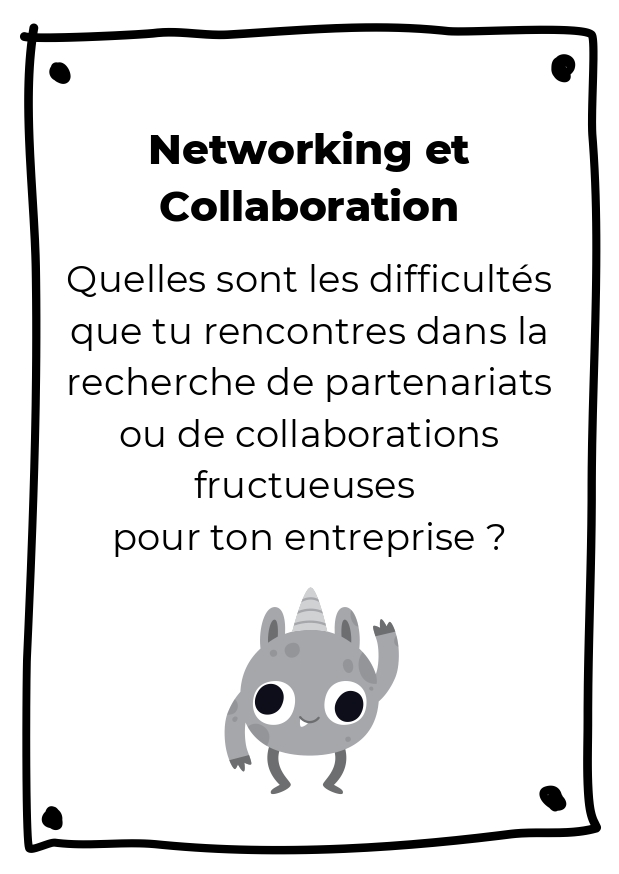 Networking et
Collaboration
Quelles sont les difficultés
que tu rencontres dans la
recherche de partenariats
ou de collaborations
fructueuses
pour ton entreprise ?